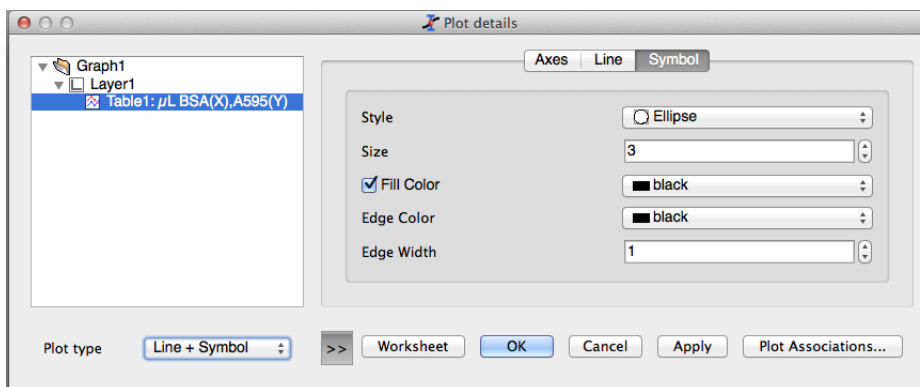 Plot details
Graph1
Layer1
Table1: µL BSA(X),A595(Y)
Axes Line Symbol
Style Ellipse
Size 3
Fill Color black
Edge Color black
Edge Width 1
Plot type Line + Symbol >> Worksheet OK Cancel Apply Plot Associations...